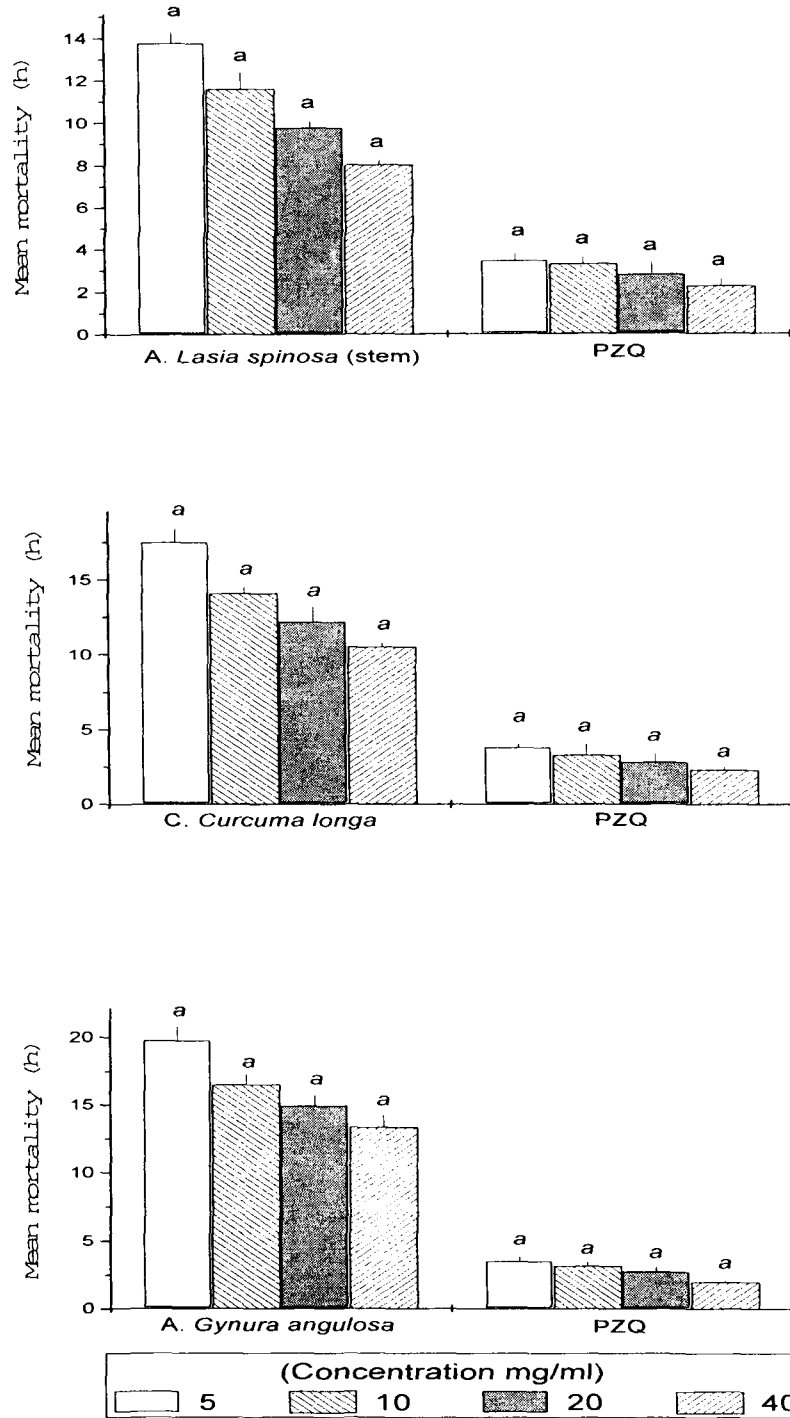 a
a
a
a
a
a
a
a
14
12
10
8
6
4
2
0
Mean mortality (h)
A. Lasia spinosa (stem)
PZQ
a
a
a
a
a
a
a
a
15
10
5
0
Mean mortality (h)
C. Curcuma longa
PZQ
a
a
a
a
a
a
a
a
20
15
10
5
0
Mean mortality (h)
A. Gynura angulosa
PZQ
(Concentration mg/ml)
5 10 20 40